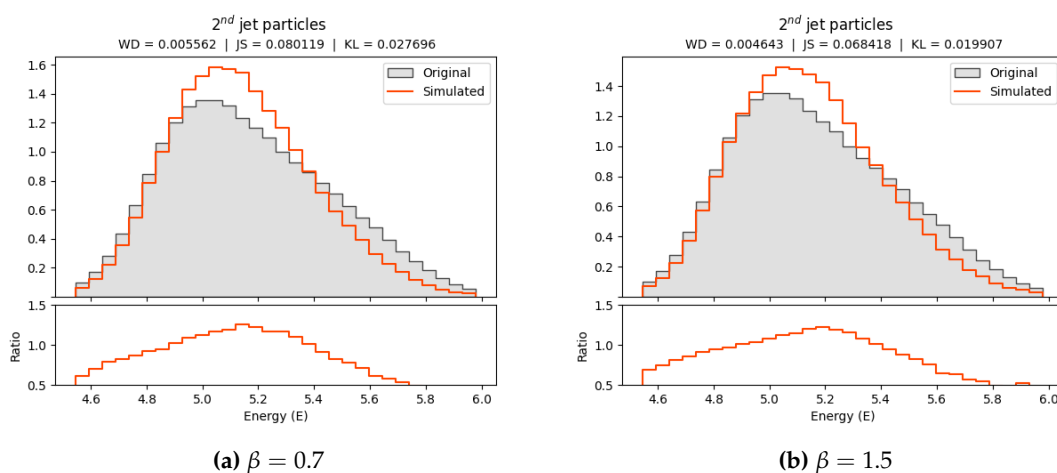 2nd jet particles
WD = 0.005562 | JS = 0.080119 | KL = 0.027696
Original
Simulated
1.6
1.4
1.2
1.0
0.8
0.6
0.4
0.2
1.5
1.0
0.5
Ratio
4.6 4.8 5.0 5.2 5.4 5.6 5.8 6.0
Energy (E)
(a) β = 0.7
2nd jet particles
WD = 0.004643 | JS = 0.068418 | KL = 0.019907
Original
Simulated
1.4
1.2
1.0
0.8
0.6
0.4
0.2
1.5
1.0
0.5
Ratio
4.6 4.8 5.0 5.2 5.4 5.6 5.8 6.0
Energy (E)
(b) β = 1.5